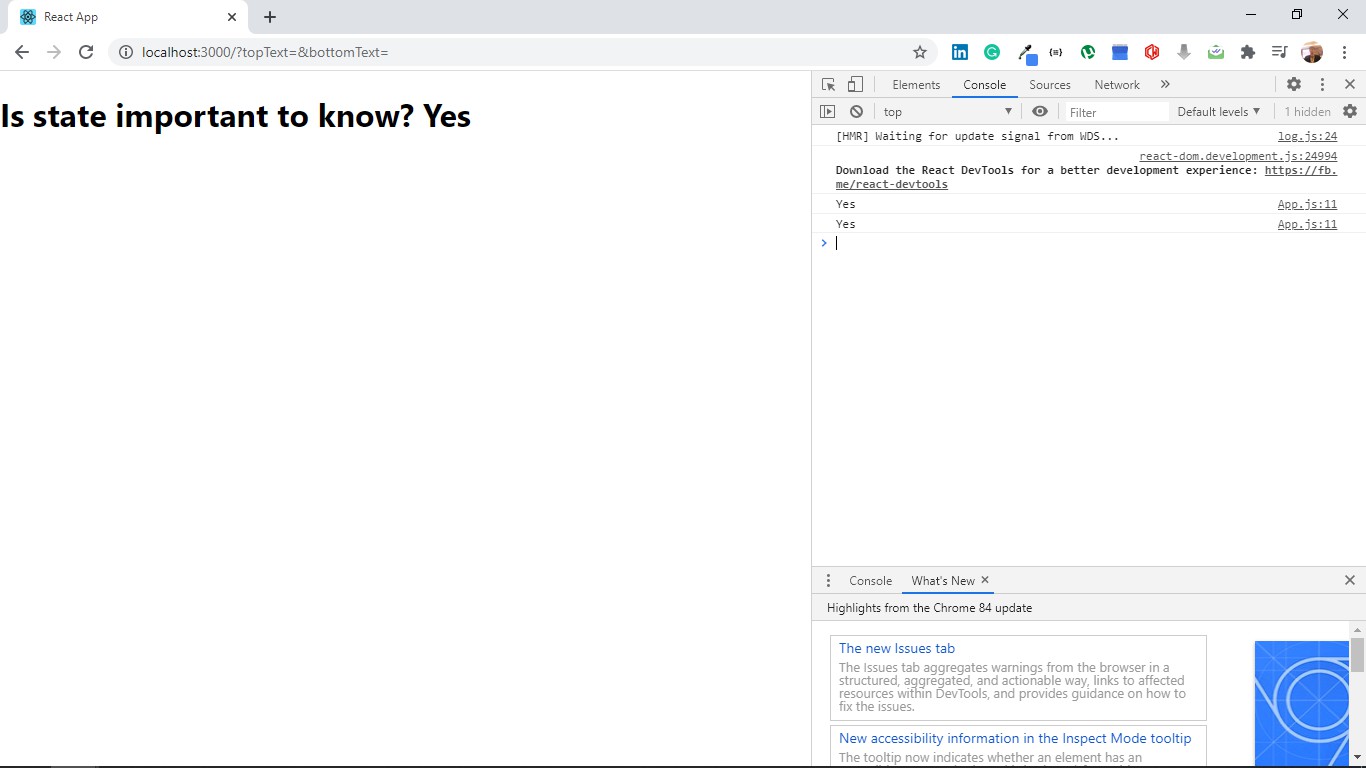 React App
localhost:3000/?topText=&bottomText=
Is state important to know? Yes
Elements Console Sources Network
top Filter Default levels ▼ 1 hidden
[HMR] Waiting for update signal from WDS... log.js:24
react-dom.development.js:24994
Download the React DevTools for a better development experience: https://fb.
me/react-devtools
Yes App.js:11
Yes App.js:11
Console What's New
Highlights from the Chrome 84 update
The new Issues tab
The Issues tab aggregates warnings from the browser in a
structured, aggregated, and actionable way, links to affected
resources within DevTools, and provides guidance on how to
fix the issues.
New accessibility information in the Inspect Mode tooltip
The tooltip now indicates whether an element has an